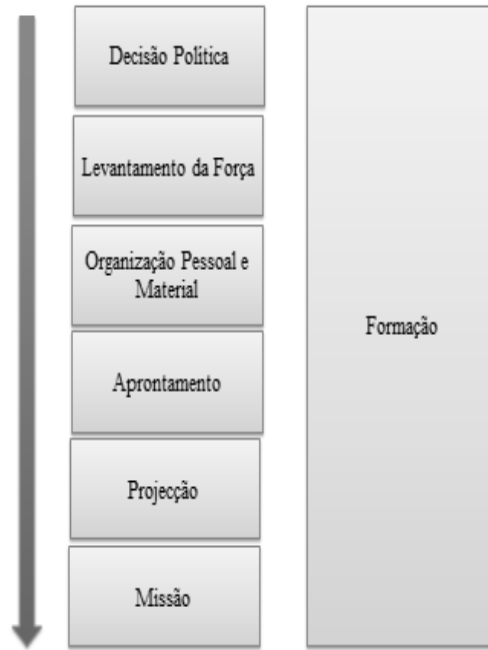 Decisão Política
Levantamento da Força
Organização Pessoal e
Material
Formação
Aprontamento
Projecção
Missão